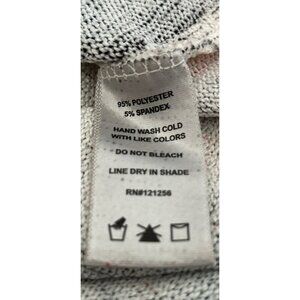 95% POLYESTER
5% SPANDEX
HAND WASH COLD
WITH LIKE COLORS
DO NOT BLEACH
LINE DRY IN SHADE
RN#121256